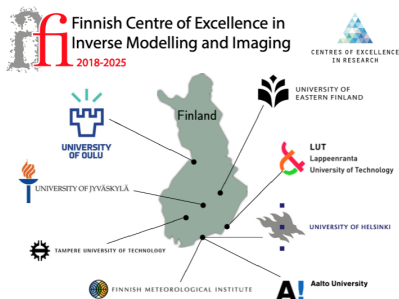 fi
Finnish Centre of Excellence in
Inverse Modelling and Imaging
2018-2025
CENTRES OF EXCELLENCE
IN RESEARCH
UNIVERSITY OF
EASTERN FINLAND
Finland
UNIVERSITY
OF OULU
LUT
Lappeenranta
University of Technology
UNIVERSITY OF JYVÄSKYLÄ
UNIVERSITY OF HELSINKI
TAMPERE UNIVERSITY OF TECHNOLOGY
FINNISH METEOROLOGICAL INSTITUTE
A!
Aalto University